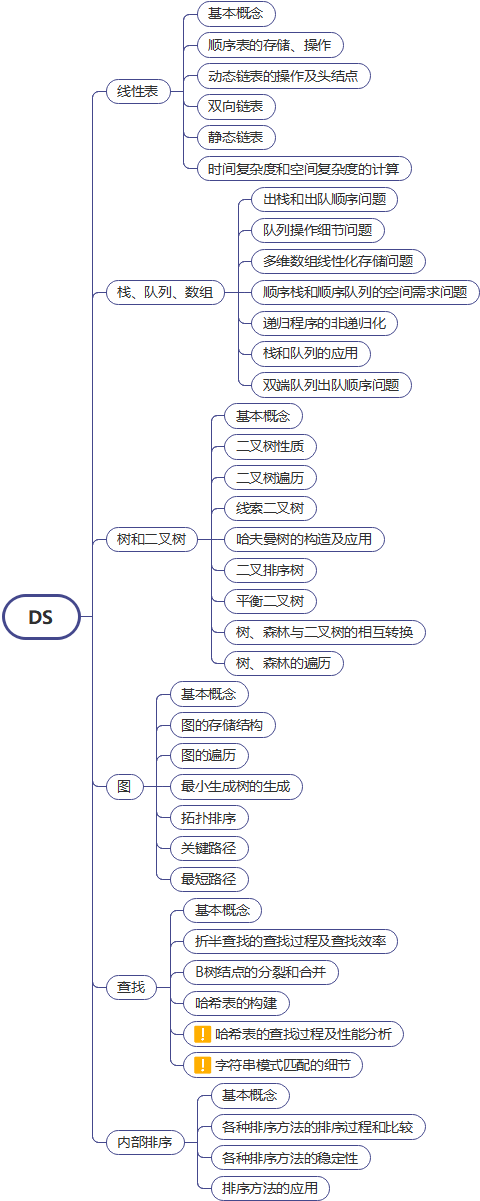 DS
线性表
基本概念
顺序表的存储、操作
动态链表的操作及头结点
双向链表
静态链表
时间复杂度和空间复杂度的计算
栈、队列、数组
出栈和出队顺序问题
队列操作细节问题
多维数组线性化存储问题
顺序栈和顺序队列的空间需求问题
递归程序的非递归化
栈和队列的应用
双端队列出队顺序问题
树和二叉树
基本概念
二叉树性质
二叉树遍历
线索二叉树
哈夫曼树的构造及应用
二叉排序树
平衡二叉树
树、森林与二叉树的相互转换
树、森林的遍历
图
基本概念
图的存储结构
图的遍历
最小生成树的生成
拓扑排序
关键路径
最短路径
查找
基本概念
折半查找的查找过程及查找效率
B树结点的分裂和合并
哈希表的构建
! 哈希表的查找过程及性能分析
! 字符串模式匹配的细节
内部排序
基本概念
各种排序方法的排序过程和比较
各种排序方法的稳定性
排序方法的应用